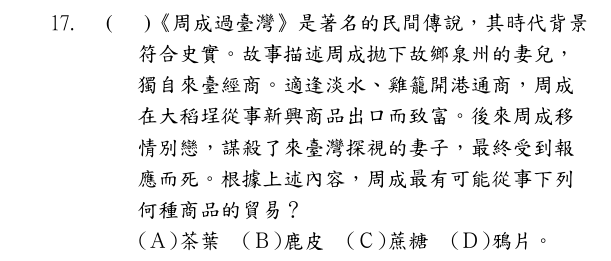 17. (　)《周成過臺灣》是著名的民間傳說，其時代背景
符合史實。故事描述周成拋下故鄉泉州的妻兒，
獨自來臺經商。適逢淡水、雞籠開港通商，周成
在大稻埕從事新興商品出口而致富。後來周成移
情別戀，謀殺了來臺灣探視的妻子，最終受到報
應而死。根據上述內容，周成最有可能從事下列
何種商品的貿易？
(A)茶葉　(B)鹿皮　(C)蔗糖　(D)鴉片。